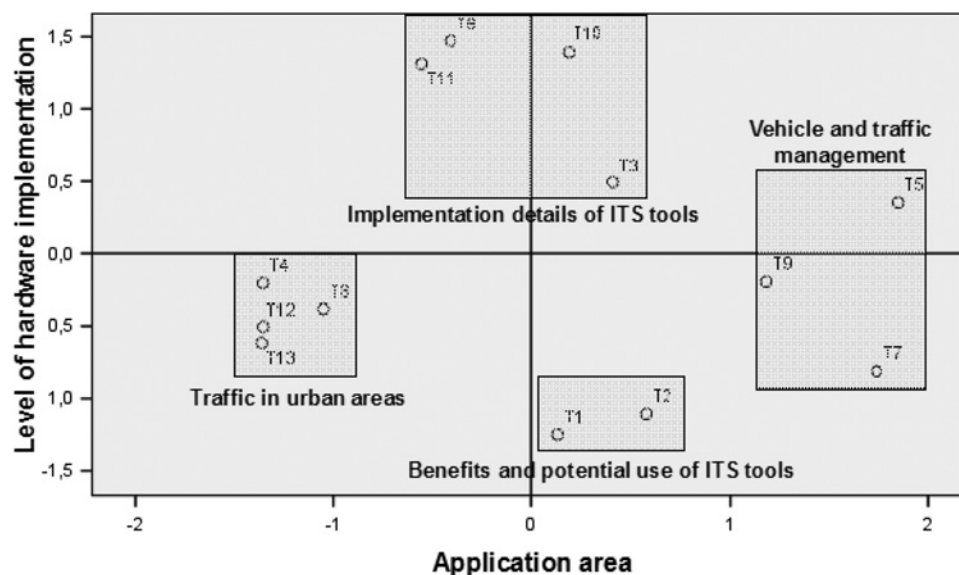 1,5
1,0
0,5
0,0
0,5
1,0
-1,5
Level of hardware implementation
T10
T11
T3
Implementation details of ITS tools
Vehicle and traffic
management
T5
T9
T7
T4
T12
T13
Traffic in urban areas
T2
T1
Benefits and potential use of ITS tools
-2
-1
0
1
2
Application area